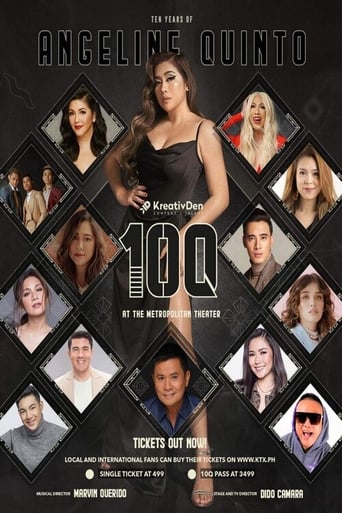 TEN YEARS OF
ANGELINE QUINTO
KreativDen
CONTENT + TALENT
10Q
AT THE METROPOLITAN THEATER
TICKETS OUT NOW!
LOCAL AND INTERNATIONAL FANS CAN BUY THEIR TICKETS ON WWW.KTX.PH
SINGLE TICKET AT 499
10Q PASS AT 3499
MUSICAL DIRECTOR MARVIN QUERIDO
STAGE AND TV DIRECTOR DIDO CAMARA